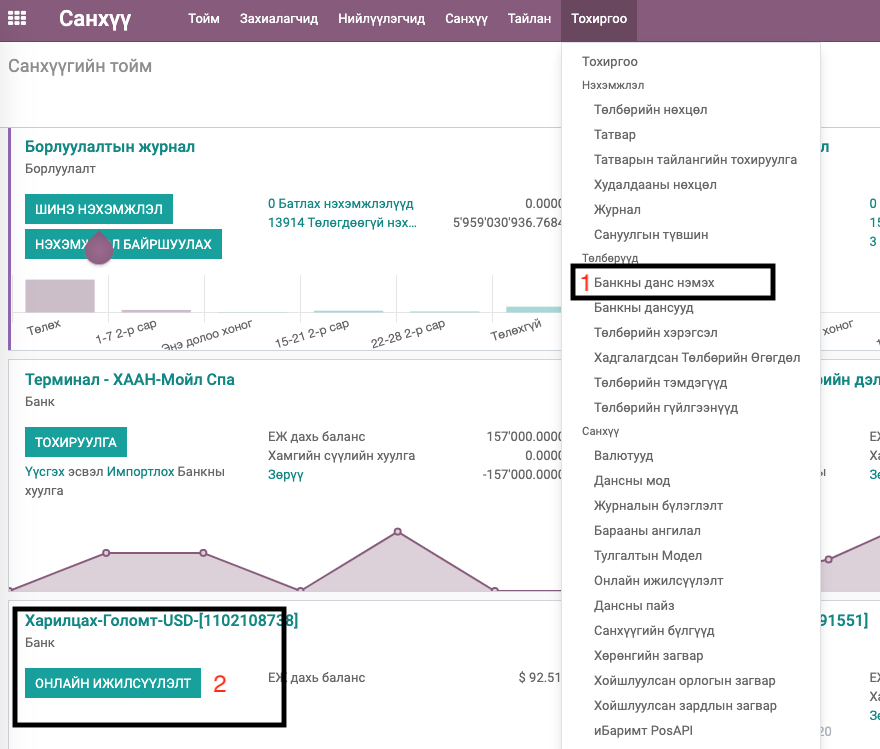 Санхүү Тойм Захиалагчид Нийлүүлэгчид Санхүү Тайлан Тохиргоо
Санхүүгийн тойм
Борлуулалтын журнал
Борлуулалт
ШИНЭ НЭХЭМЖЛЭЛ
0 Батлах нэхэмжлэлүүд 0.0000
13914 Төлөгдөөгүй нэх... 5'959'030'936.7684
БАЙРШУУЛАХ
Төлөх
1-7 2-р сар
Энэ долоо хоног
15-21 2-р сар
22-28 2-р сар
Төлөхгүй
Терминал - ХААН-Мойл Спа
Банк
ТОХИРУУЛГА
Үүсгэх эсвэл Импортлох Банкны
хуулга
ЕЖ дахь баланс 157'000.0000
Хамгийн сүүлийн хуулга 0.0000
Зөрүү -157'000.0000
Харилцах-Голомт-USD-[1102108738]
Банк
ОНЛАЙН ИЖИЛСҮҮЛЭЛТ 2
ЕЖ дахь баланс $ 92.51
Тохиргоо
Нэхэмжлэл
Төлбөрийн нөхцөл
Татвар
Татварын тайлангийн тохируулга
Худалдааны нөхцөл
Журнал
Сануулгын түвшин
Төлбөрүүд
1 Банкны данс нэмэх
Банкны дансууд
Төлбөрийн хэрэгсэл
Хадгалагдсан Төлбөрийн Өгөгдөл
Төлбөрийн тэмдэгүүд
Төлбөрийн гүйлгээнүүд
Санхүү
Валютууд
Дансны мод
Журналын бүлэглэлт
Барааны ангилал
Тулгалтын Модел
Онлайн ижилсүүлэлт
Дансны пайз
Санхүүгийн бүлгүүд
Хөрөнгийн загвар
Хойшлуулсан орлогын загвар
Хойшлуулсан зардлын загвар
иБаримт PosAPI
0
3
хоног
91551]
20